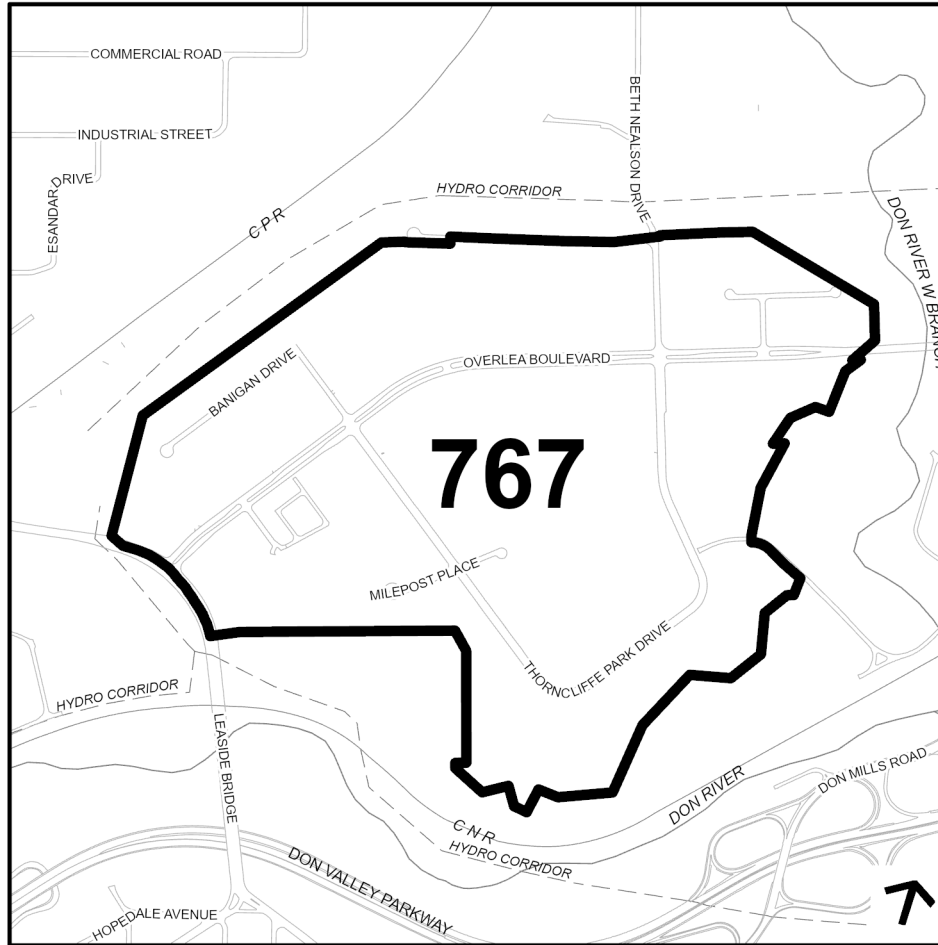 COMMERCIAL ROAD
INDUSTRIAL STREET
ESANDAR DRIVE
C P R
HYDRO CORRIDOR
BETH NEALSON DRIVE
DON RIVER W BRANCH
OVERLEA BOULEVARD
BANIGAN DRIVE
767
MILEPOST PLACE
THORNCLIFFE PARK DRIVE
HYDRO CORRIDOR
LEASIDE BRIDGE
DON RIVER
DON MILLS ROAD
C N R
HYDRO CORRIDOR
DON VALLEY PARKWAY
HOPEDALE AVENUE